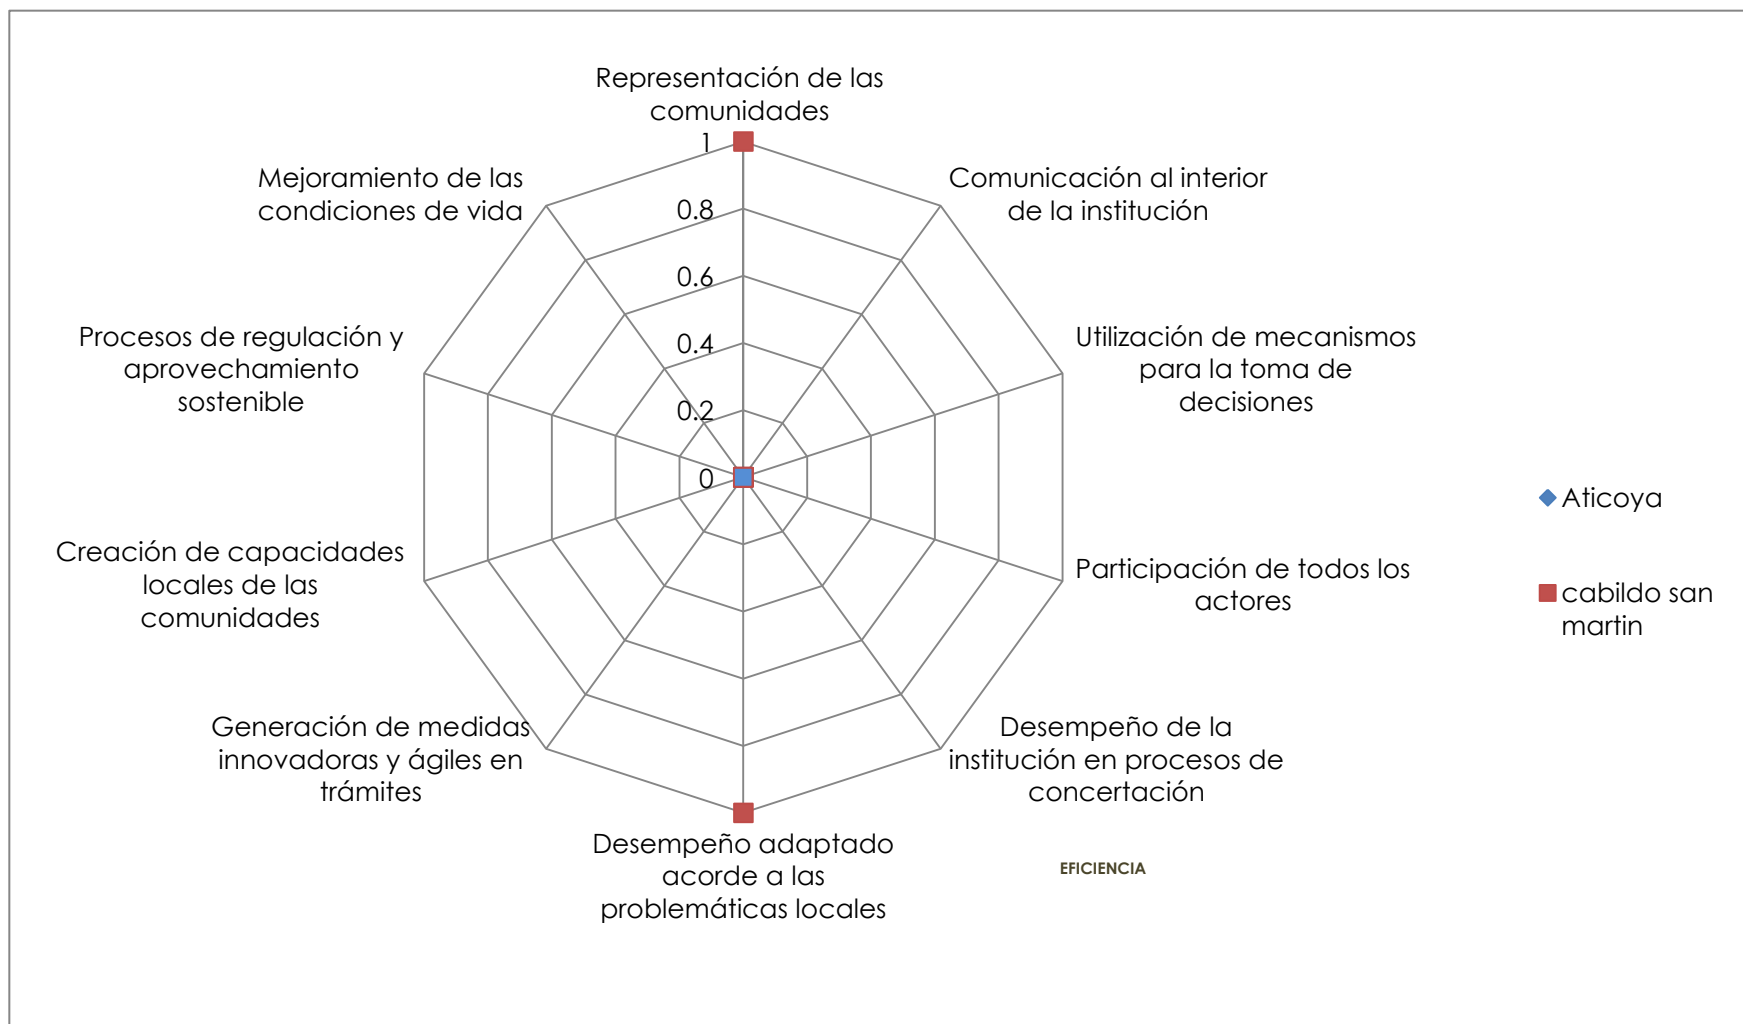 Representación de las
comunidades
Comunicación al interior
de la institución
Utilización de mecanismos
para la toma de
decisiones
Participación de todos los
actores
Desempeño de la
institución en procesos de
concertación
Desempeño adaptado
acorde a las
problemáticas locales
Generación de medidas
innovadoras y ágiles en
trámites
Creación de capacidades
locales de las
comunidades
Procesos de regulación y
aprovechamiento
sostenible
Mejoramiento de las
condiciones de vida
1
0.8
0.6
0.4
0.2
0
Aticoya
cabildo san
martin
EFICIENCIA